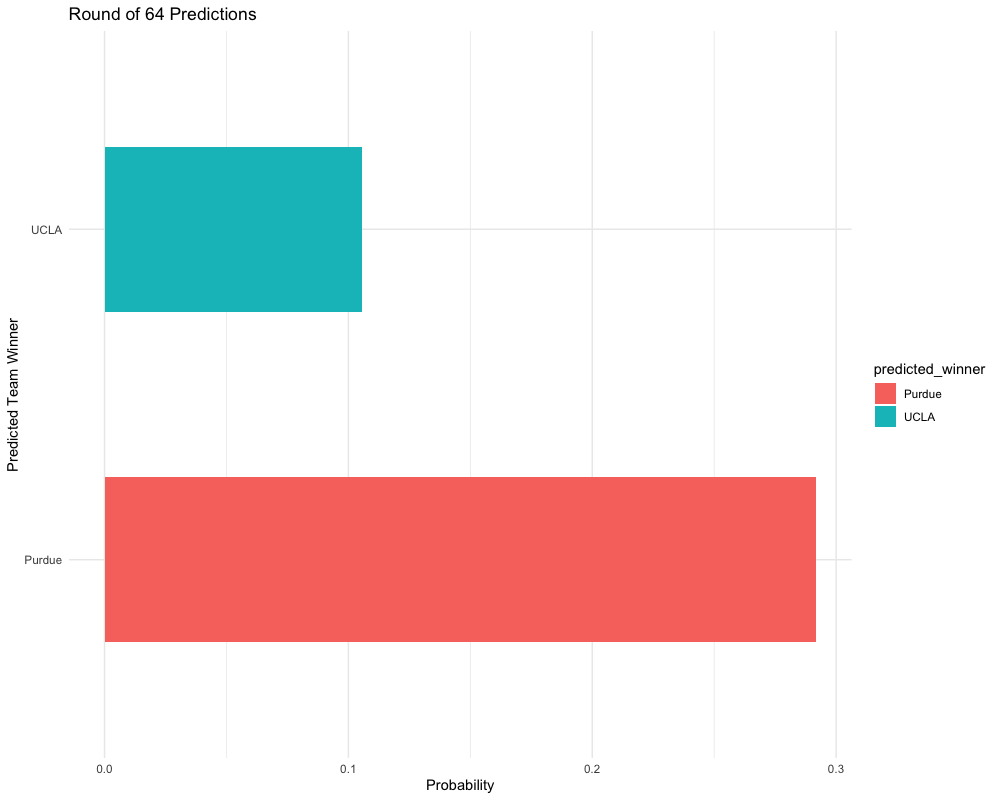 Round of 64 Predictions
Predicted Team Winner
UCLA
Purdue
0.0
0.1
0.2
0.3
Probability
predicted_winner
Purdue
UCLA